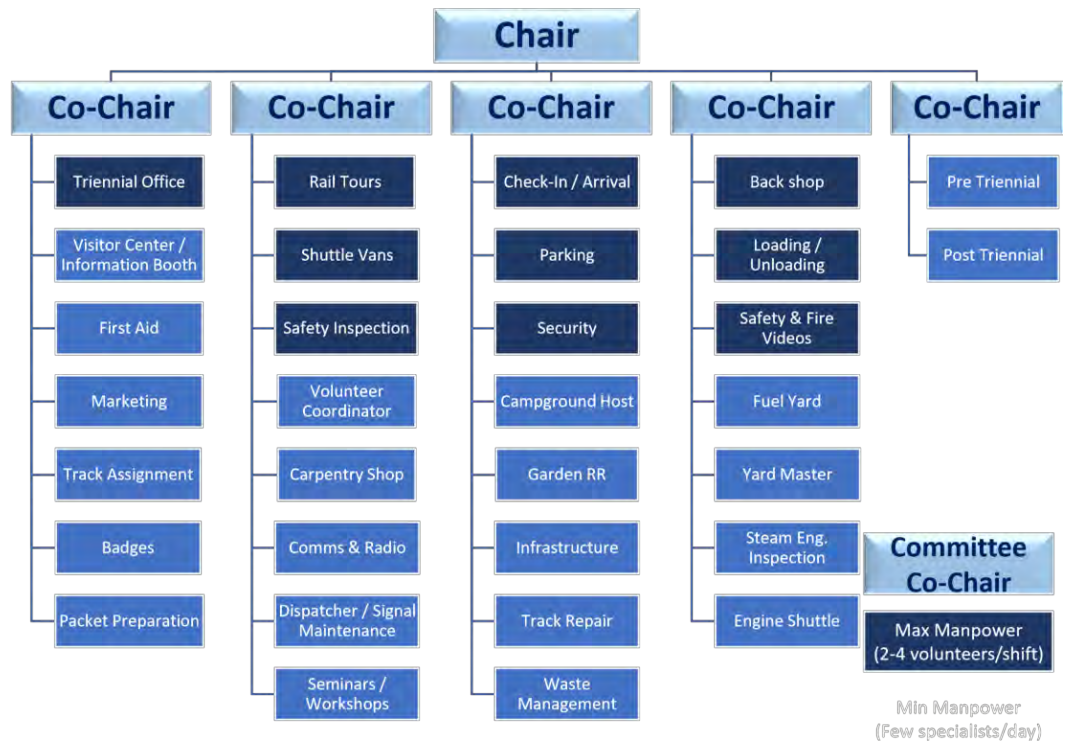 Chair
Co-Chair
Co-Chair
Co-Chair
Co-Chair
Co-Chair
Triennial Office
Visitor Center /
Information Booth
First Aid
Marketing
Track Assignment
Badges
Packet Preparation
Rail Tours
Shuttle Vans
Safety Inspection
Volunteer
Coordinator
Carpentry Shop
Comms & Radio
Dispatcher / Signal
Maintenance
Seminars /
Workshops
Check-In / Arrival
Parking
Security
Campground Host
Garden RR
Infrastructure
Track Repair
Waste
Management
Back shop
Loading /
Unloading
Safety & Fire
Videos
Fuel Yard
Yard Master
Steam Eng.
Inspection
Engine Shuttle
Pre Triennial
Post Triennial
Committee
Co-Chair
Max Manpower
(2-4 volunteers/shift)
Min Manpower
(Few specialists/day)